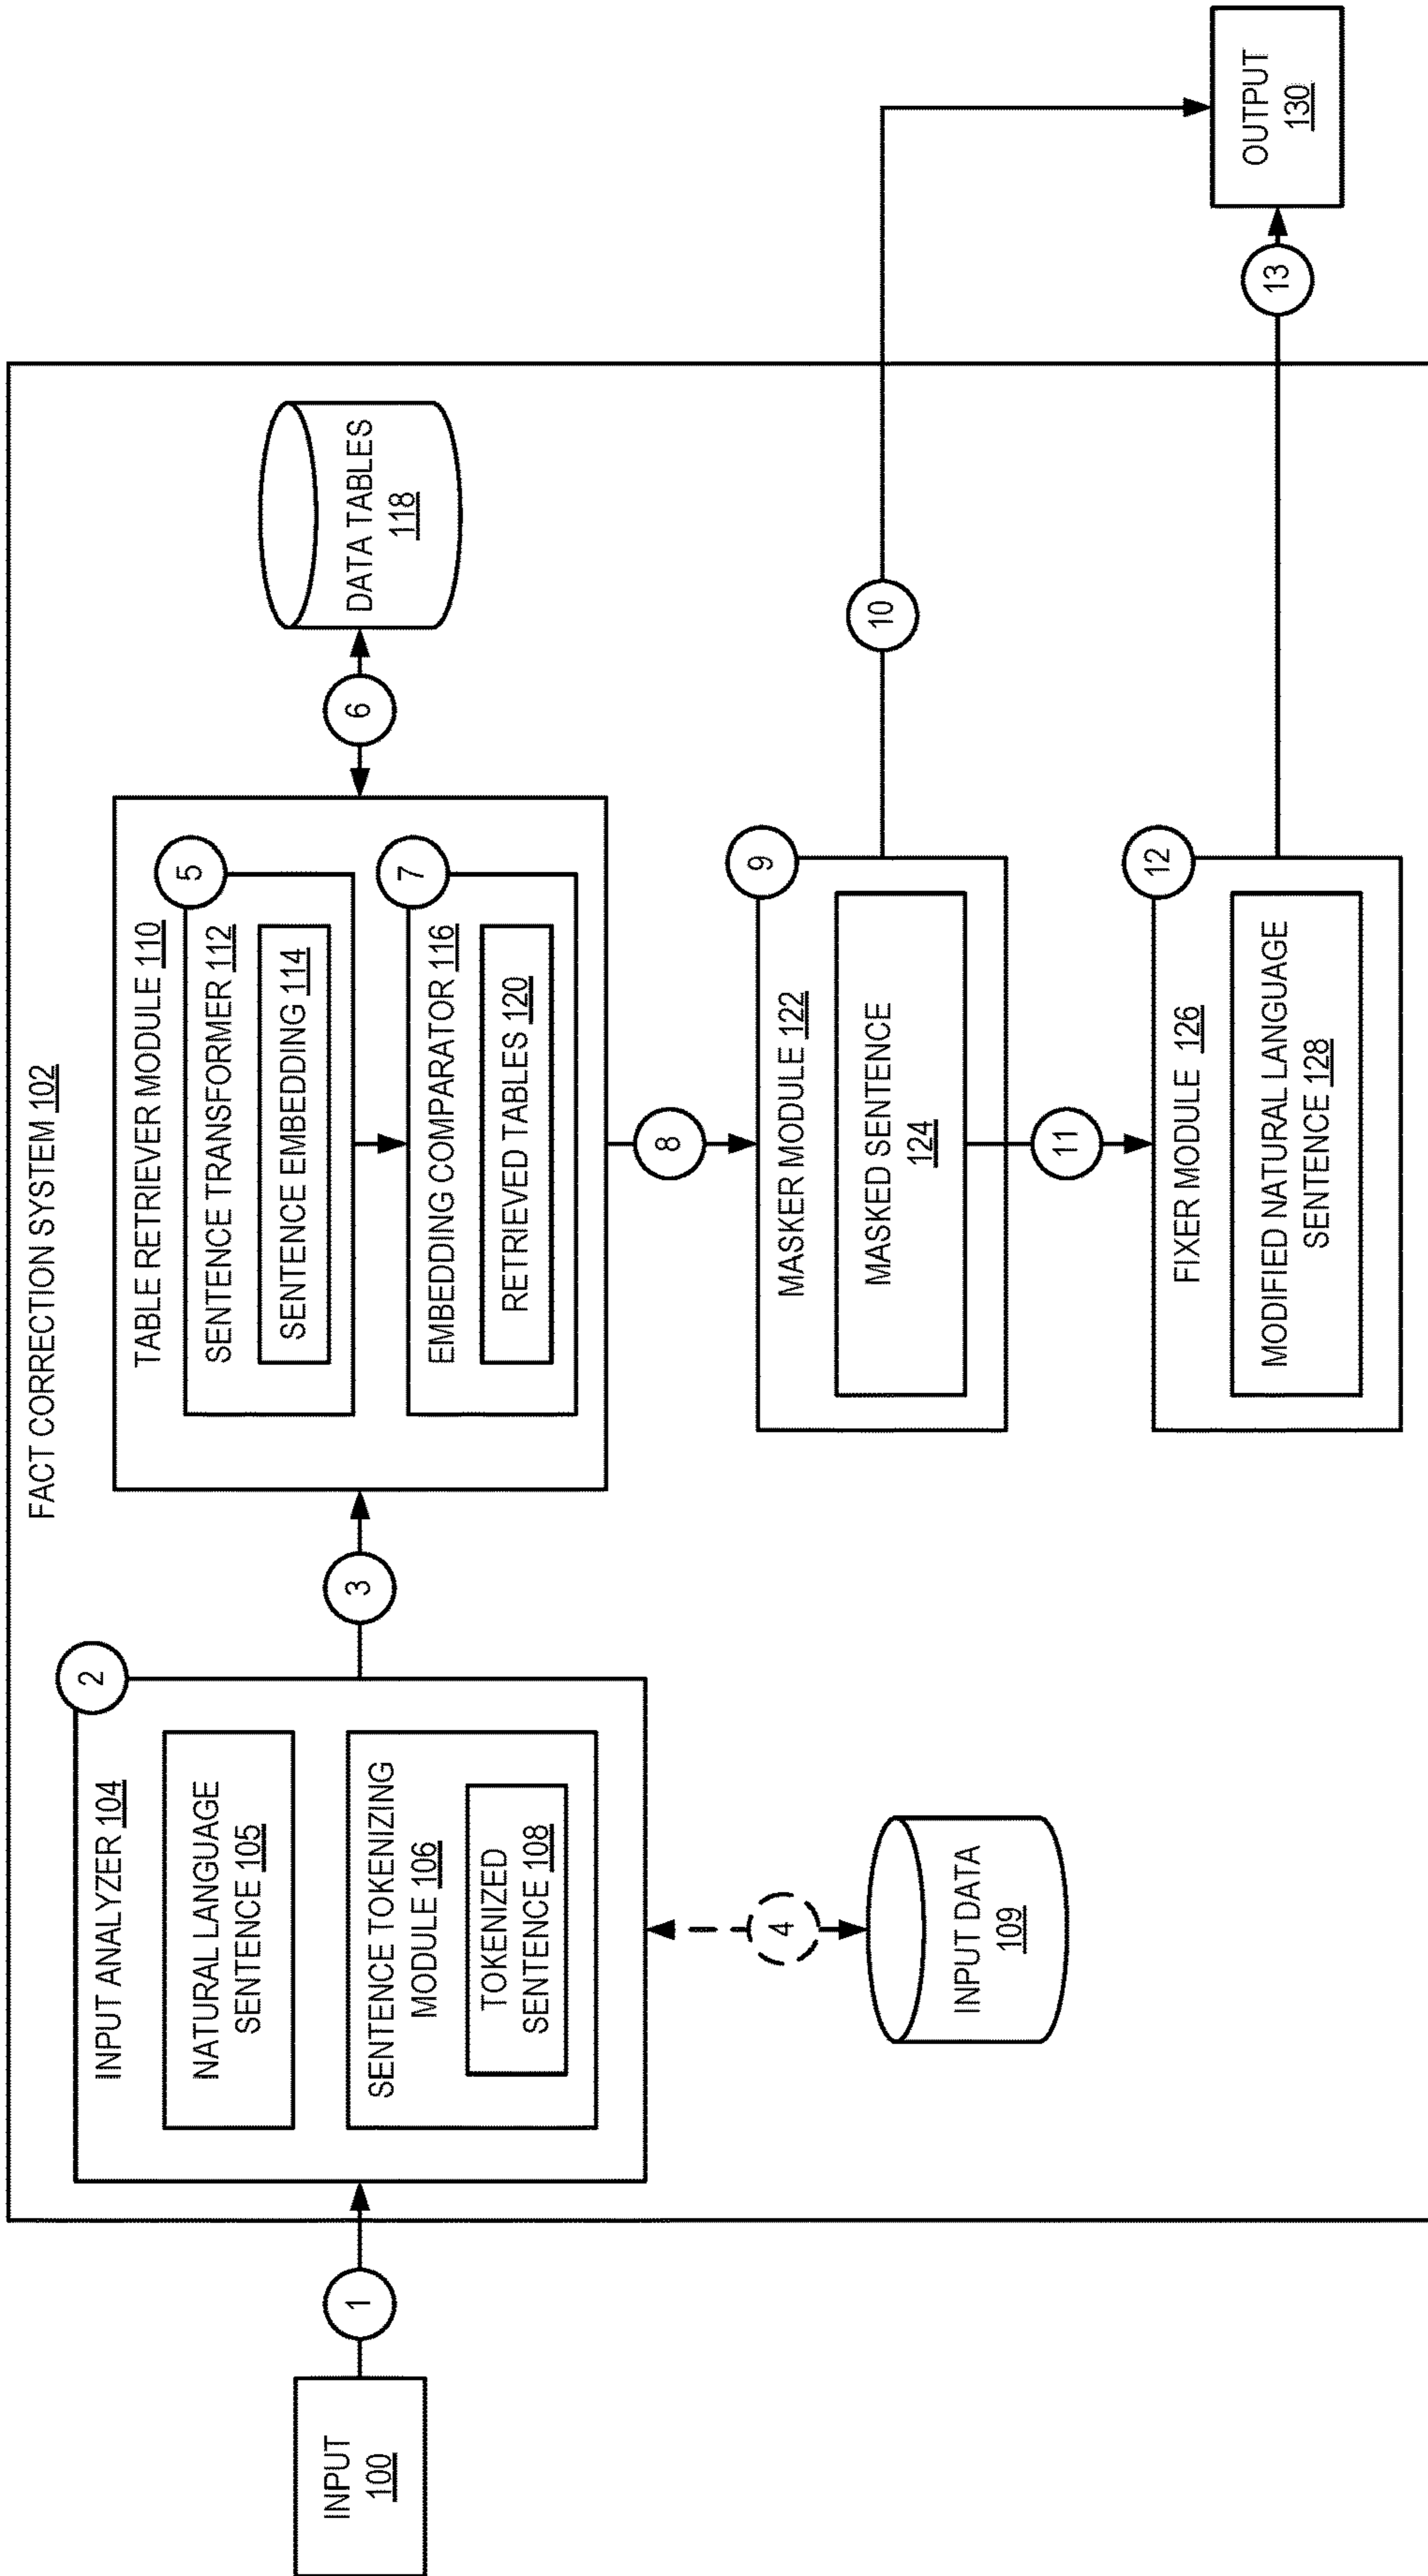 FACT CORRECTION SYSTEM 102
INPUT
100
1
2
INPUT ANALYZER 104
NATURAL LANGUAGE
SENTENCE 105
SENTENCE TOKENIZING
MODULE 106
TOKENIZED
SENTENCE 108
4
INPUT DATA
109
3
TABLE RETRIEVER MODULE 110
5
SENTENCE TRANSFORMER 112
SENTENCE EMBEDDING 114
7
EMBEDDING COMPARATOR 116
RETRIEVED TABLES 120
6
DATA TABLES
118
8
9
MASKER MODULE 122
MASKED SENTENCE
124
10
11
12
FIXER MODULE 126
MODIFIED NATURAL LANGUAGE
SENTENCE 128
13
OUTPUT
130